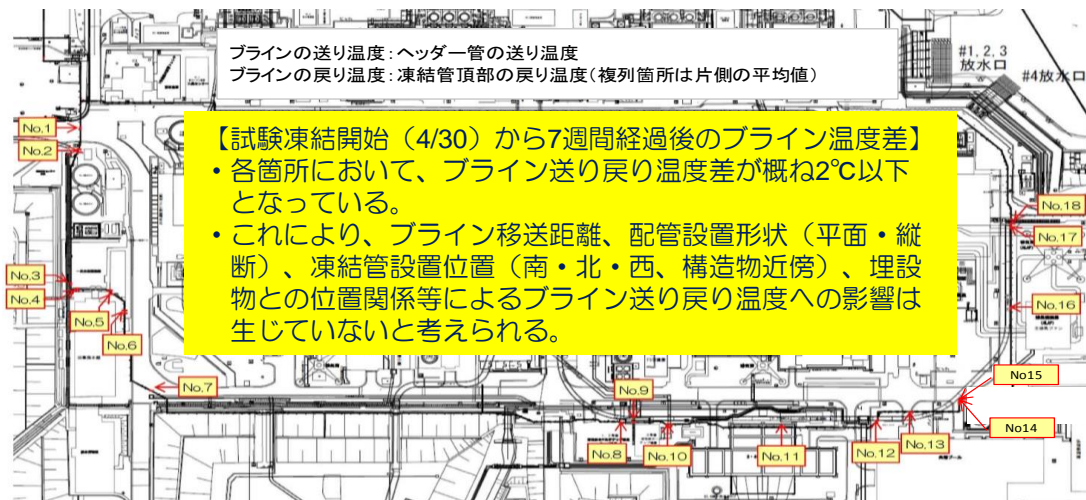 ブラインの送り温度：ヘッダー管の送り温度
ブラインの戻り温度：凍結管頂部の戻り温度（複列箇所は片側の平均値）
#1, 2, 3
放水口
#4放水口
【試験凍結開始（4/30）から7週間経過後のブライン温度差】
・各箇所において、ブライン送り戻り温度差が概ね2℃以下
となっている。
・これにより、ブライン移送距離、配管設置形状（平面・縦
断）、凍結管設置位置（南・北・西、構造物近傍）、埋設
物との位置関係等によるブライン送り戻り温度への影響は
生じていないと考えられる。
No.1
No.2
No.3
No.4
No.5
No.6
No.7
No.8
No.9
No.10
No.11
No.12
No.13
No14
No15
No.16
No.17
No.18